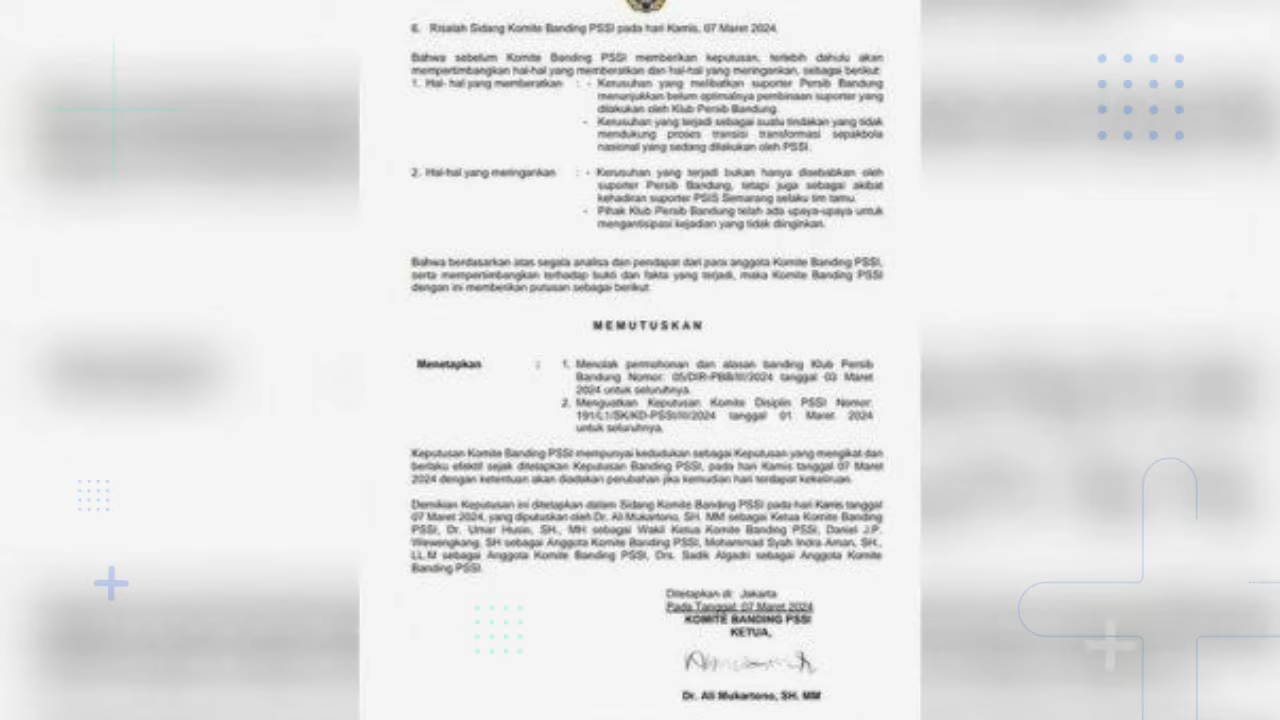 6. Risalah Sidang Komite Banding PSSI pada hari Kamis, 07 Maret 2024.
Bahwa sebelum Komite Banding PSSI memberikan keputusan, terlebih dahulu akan
mempertimbangkan hal-hal yang memberatkan dan hal-hal yang meringankan, sebagai berikut:
1. Hal- hal yang memberatkan : - Kerusuhan yang melibatkan suporter Persib Bandung
menunjukkan belum optimalnya pembinaan suporter yang
dilakukan oleh Klub Persib Bandung.
- Kerusuhan yang terjadi sebagai suatu tindakan yang tidak
mendukung proses transisi transformasi sepakbola
nasional yang sedang dilakukan oleh PSSI.
2. Hal-hal yang meringankan : - Kerusuhan yang terjadi bukan hanya disebabkan oleh
suporter Persib Bandung, tetapi juga sebagai akibat
kehadiran suporter PSIS Semarang selaku tim tamu.
- Pihak Klub Persib Bandung telah ada upaya-upaya untuk
mengantisipasi kejadian yang tidak diinginkan.
Bahwa berdasarkan atas segala analisa dan pendapat dari para anggota Komite Banding PSSI,
serta mempertimbangkan terhadap bukti dan fakta yang terjadi, maka Komite Banding PSSI
dengan ini memberikan putusan sebagai berikut:
MEMUTUSKAN
Menetapkan : 1. Menolak permohonan dan alasan banding Klub Persib
Bandung Nomor: 05/DIR-PBB/III/2024 tanggal 03 Maret
2024 untuk seluruhnya.
2. Menguatkan Keputusan Komite Disiplin PSSI Nomor:
191/L1/SK/KD-PSSI/III/2024 tanggal 01 Maret 2024
untuk seluruhnya.
Keputusan Komite Banding PSSI mempunyai kedudukan sebagai Keputusan yang mengikat dan
berlaku efektif sejak ditetapkan Keputusan Banding PSSI, pada hari Kamis tanggal 07 Maret
2024 dengan ketentuan akan diadakan perubahan jika kemudian hari terdapat kekeliruan.
Demikian Keputusan ini ditetapkan dalam Sidang Komite Banding PSSI pada hari Kamis tanggal
07 Maret 2024, yang diputuskan oleh Dr. Ali Mukartono, SH. MM sebagai Ketua Komite Banding
PSSI, Dr. Umar Husin, SH., MH sebagai Wakil Ketua Komite Banding PSSI, Daniel J.P.
Wewengkang, SH sebagai Anggota Komite Banding PSSI, Mohammad Syah Indra Aman, SH.,
LL.M sebagai Anggota Komite Banding PSSI, Drs. Sadik Algadri sebagai Anggota Komite
Banding PSSI.
Ditetapkan di: Jakarta
Pada Tanggal: 07 Maret 2024
KOMITE BANDING PSSI
KETUA,
Dr. Ali Mukartono, SH. MM